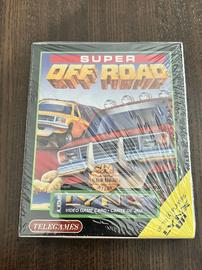 SUPER
OFF ROAD
LYNX
VIDEO GAME CARD • CARTE DE JEU
TELEGAMES